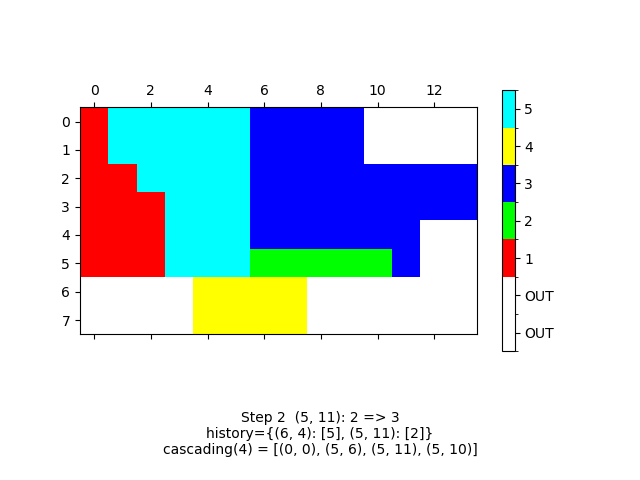 0 2 4 6 8 10 12
0
1
2
3
4
5
6
7
5
4
3
2
1
OUT
OUT
Step 2  (5, 11): 2 => 3
history={(6, 4): [5], (5, 11): [2]}
cascading(4) = [(0, 0), (5, 6), (5, 11), (5, 10)]